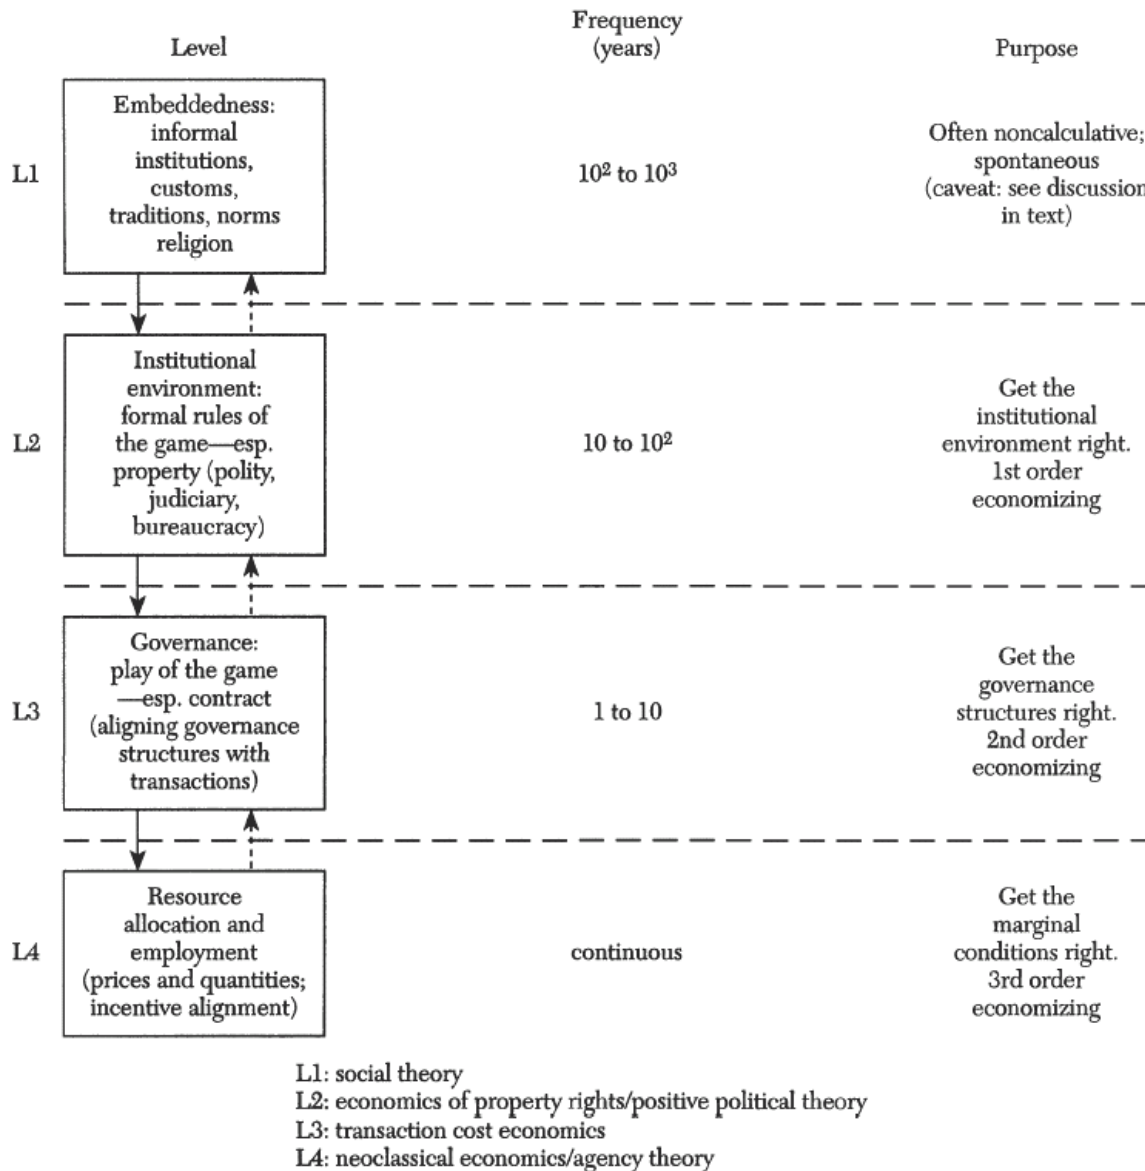 Level
Frequency
(years)
Purpose
L1
Embeddedness:
informal
institutions,
customs,
traditions, norms
religion
10² to 10³
Often noncalculative;
spontaneous
(caveat: see discussion
in text)
L2
Institutional
environment:
formal rules of
the game—esp.
property (polity,
judiciary,
bureaucracy)
10 to 10²
Get the
institutional
environment right.
1st order
economizing
L3
Governance:
play of the game
—esp. contract
(aligning governance
structures with
transactions)
1 to 10
Get the
governance
structures right.
2nd order
economizing
L4
Resource
allocation and
employment
(prices and quantities;
incentive alignment)
continuous
Get the
marginal
conditions right.
3rd order
economizing
L1: social theory
L2: economics of property rights/positive political theory
L3: transaction cost economics
L4: neoclassical economics/agency theory